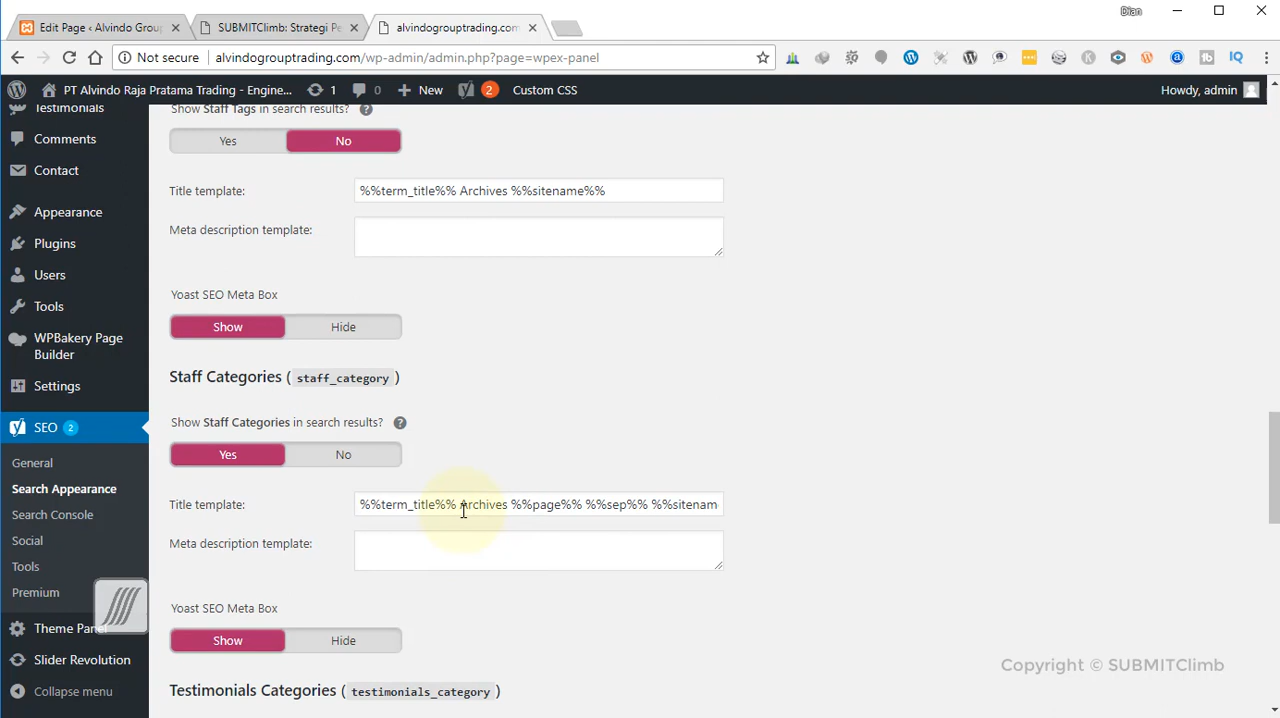 Dian
Edit Page ‹ Alvindo Grou
SUBMITClimb: Strategi Pe
alvindogrouptrading.com
Not secure
alvindogrouptrading.com/wp-admin/admin.php?page=wpex-panel
PT Alvindo Raja Pratama Trading - Engine...
1
0
New
2
Custom CSS
Howdy, admin
Testimonials
Comments
Contact
Appearance
Plugins
Users
Tools
WPBakery Page
Builder
Settings
SEO 2
General
Search Appearance
Search Console
Social
Tools
Premium
Theme Panel
Slider Revolution
Collapse menu
Show Staff Tags in search results?
Yes
No
Title template:
%%term_title%% Archives %%sitename%%
Meta description template:
Yoast SEO Meta Box
Show
Hide
Staff Categories ( staff_category )
Show Staff Categories in search results?
Yes
No
Title template:
%%term_title%% Archives %%page%% %%sep%% %%sitenam
Meta description template:
Yoast SEO Meta Box
Show
Hide
Testimonials Categories ( testimonials_category )
Copyright © SUBMITClimb